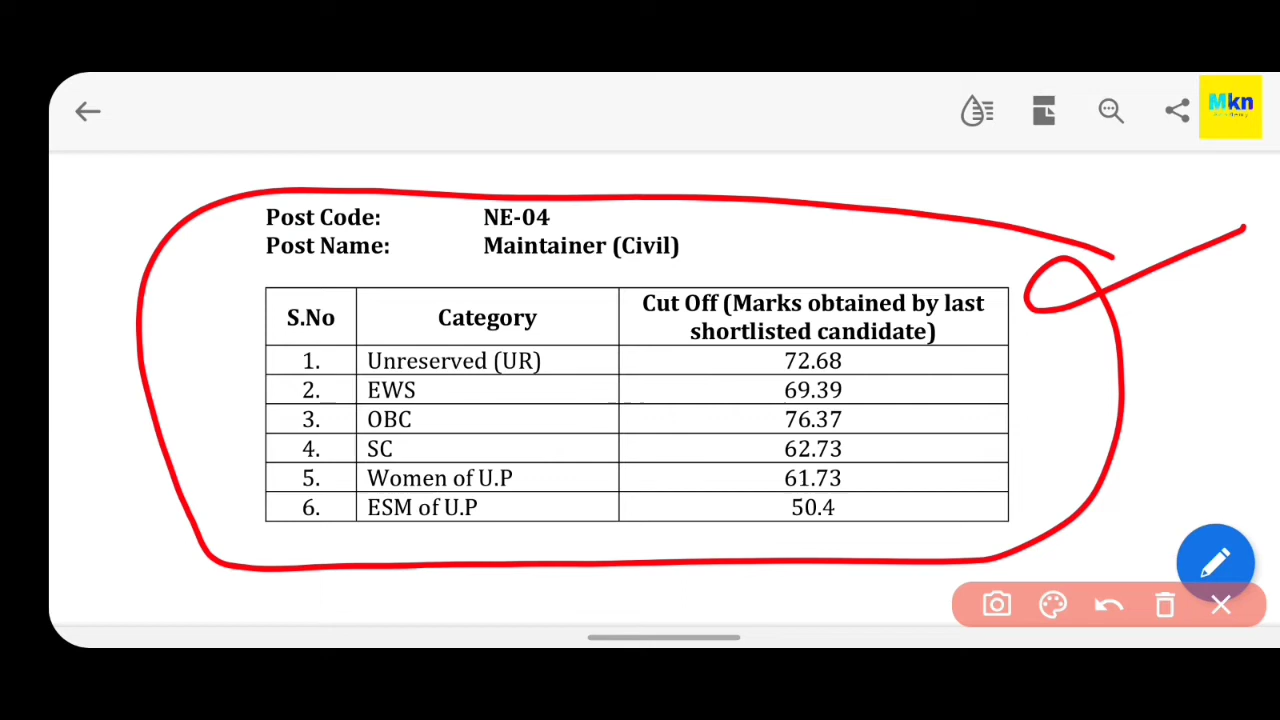 Mkn
Post Code: NE-04
Post Name: Maintainer (Civil)
S.No Category Cut Off (Marks obtained by last shortlisted candidate)
1. Unreserved (UR) 72.68
2. EWS 69.39
3. OBC 76.37
4. SC 62.73
5. Women of U.P 61.73
6. ESM of U.P 50.4